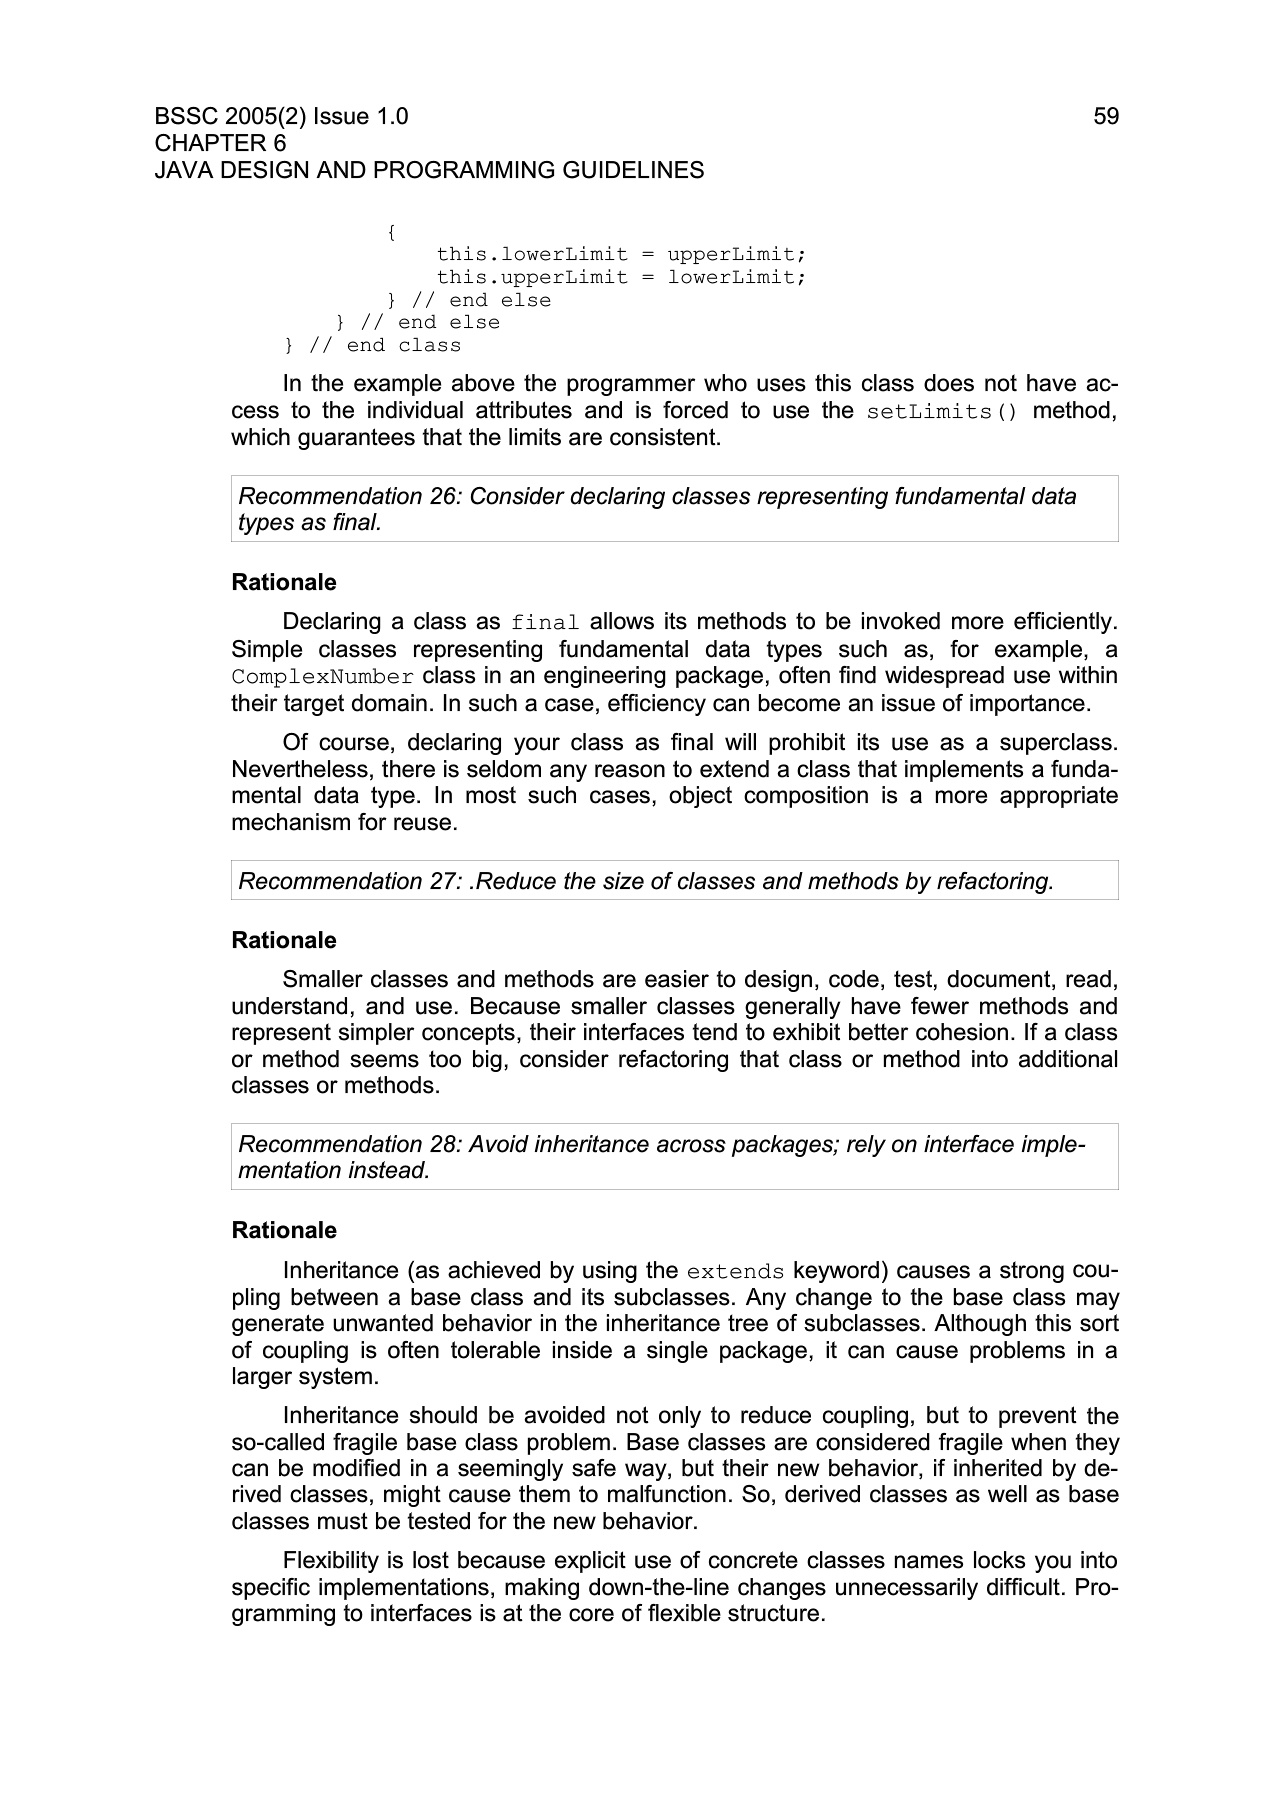 BSSC 2005(2) Issue 1.0 59
CHAPTER 6
JAVA DESIGN AND PROGRAMMING GUIDELINES
{
this.lowerLimit = upperLimit;
this.upperLimit = lowerLimit;
} // end else
} // end else
} // end class
In the example above the programmer who uses this class does not have ac-
cess to the individual attributes and is forced to use the setLimits() method,
which guarantees that the limits are consistent.
Recommendation 26: Consider declaring classes representing fundamental data
types as final.
Rationale
Declaring a class as final allows its methods to be invoked more efficiently.
Simple classes representing fundamental data types such as, for example, a
ComplexNumber class in an engineering package, often find widespread use within
their target domain. In such a case, efficiency can become an issue of importance.
Of course, declaring your class as final will prohibit its use as a superclass.
Nevertheless, there is seldom any reason to extend a class that implements a funda-
mental data type. In most such cases, object composition is a more appropriate
mechanism for reuse.
Recommendation 27: .Reduce the size of classes and methods by refactoring.
Rationale
Smaller classes and methods are easier to design, code, test, document, read,
understand, and use. Because smaller classes generally have fewer methods and
represent simpler concepts, their interfaces tend to exhibit better cohesion. If a class
or method seems too big, consider refactoring that class or method into additional
classes or methods.
Recommendation 28: Avoid inheritance across packages; rely on interface imple-
mentation instead.
Rationale
Inheritance (as achieved by using the extends keyword) causes a strong cou-
pling between a base class and its subclasses. Any change to the base class may
generate unwanted behavior in the inheritance tree of subclasses. Although this sort
of coupling is often tolerable inside a single package, it can cause problems in a
larger system.
Inheritance should be avoided not only to reduce coupling, but to prevent the
so-called fragile base class problem. Base classes are considered fragile when they
can be modified in a seemingly safe way, but their new behavior, if inherited by de-
rived classes, might cause them to malfunction. So, derived classes as well as base
classes must be tested for the new behavior.
Flexibility is lost because explicit use of concrete classes names locks you into
specific implementations, making down-the-line changes unnecessarily difficult. Pro-
gramming to interfaces is at the core of flexible structure.